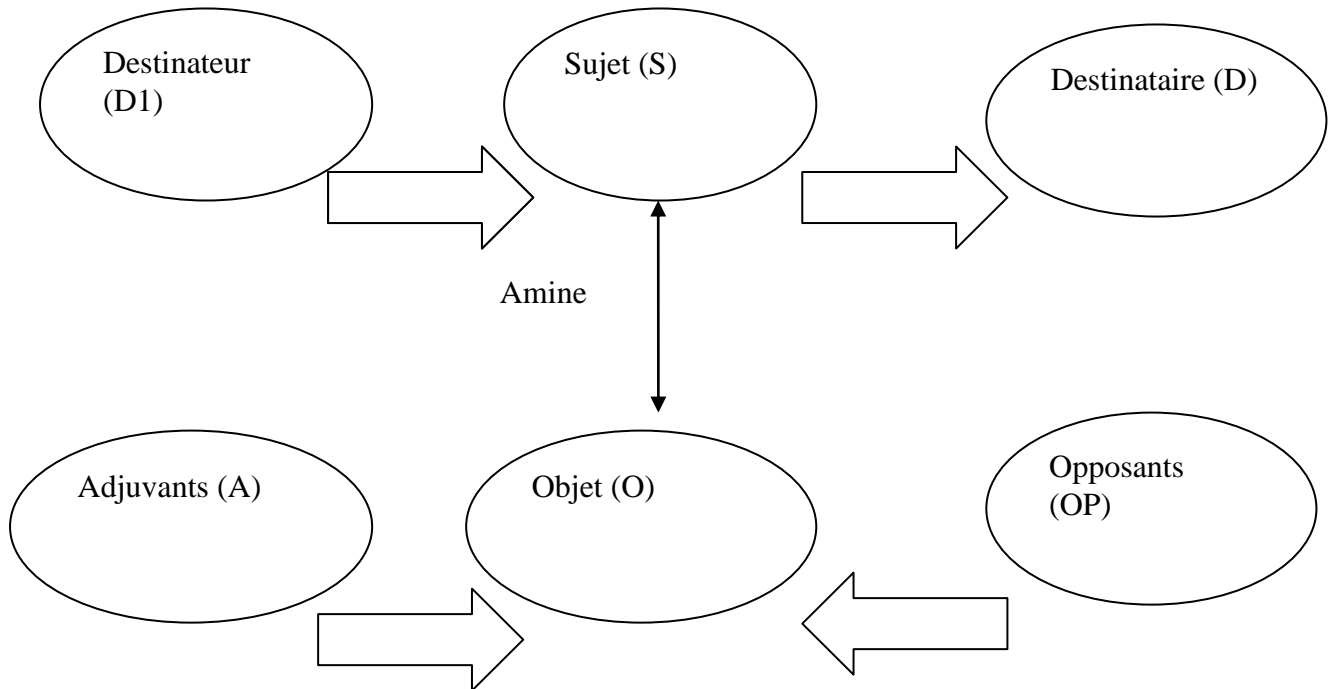 Destinateur
(D1)
Sujet (S)
Destinataire (D)
Amine
Adjuvants (A)
Objet (O)
Opposants
(OP)